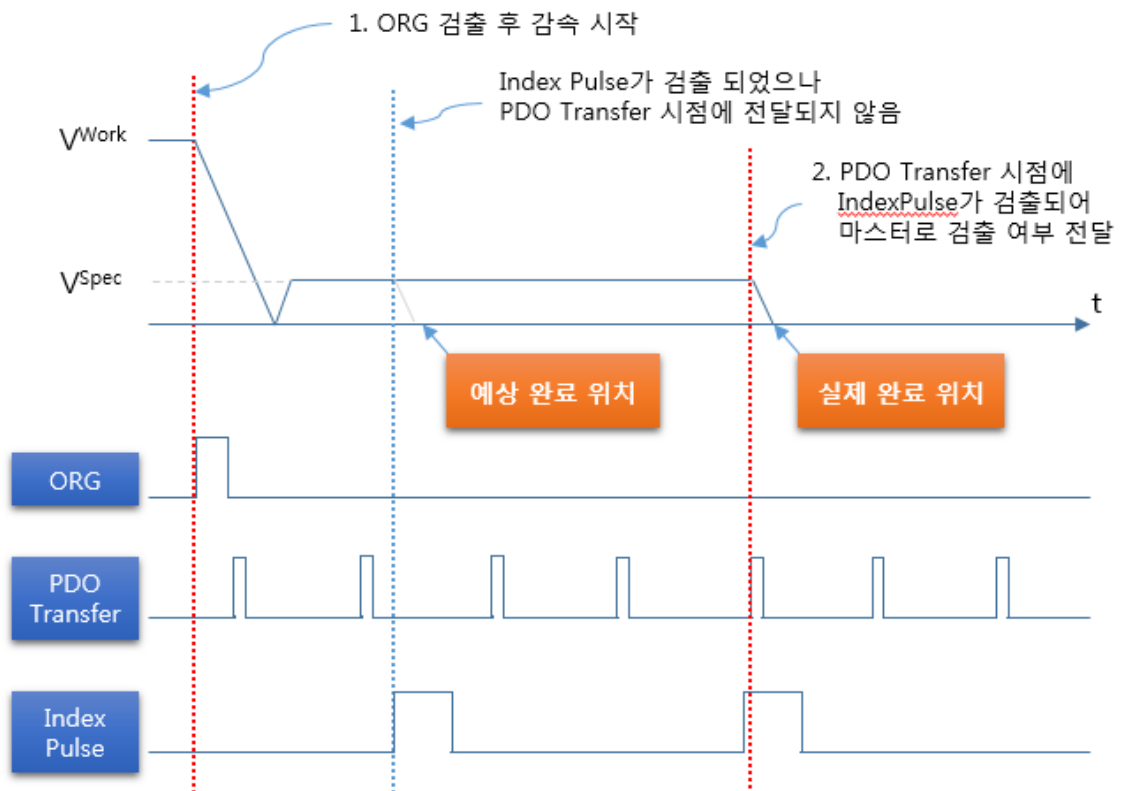 1. ORG 검출 후 감속 시작
Index Pulse가 검출 되었으나
PDO Transfer 시점에 전달되지 않음
VWork
2. PDO Transfer 시점에
IndexPulse가 검출되어
마스터로 검출 여부 전달
VSpec
t
예상 완료 위치
실제 완료 위치
ORG
PDO
Transfer
Index
Pulse